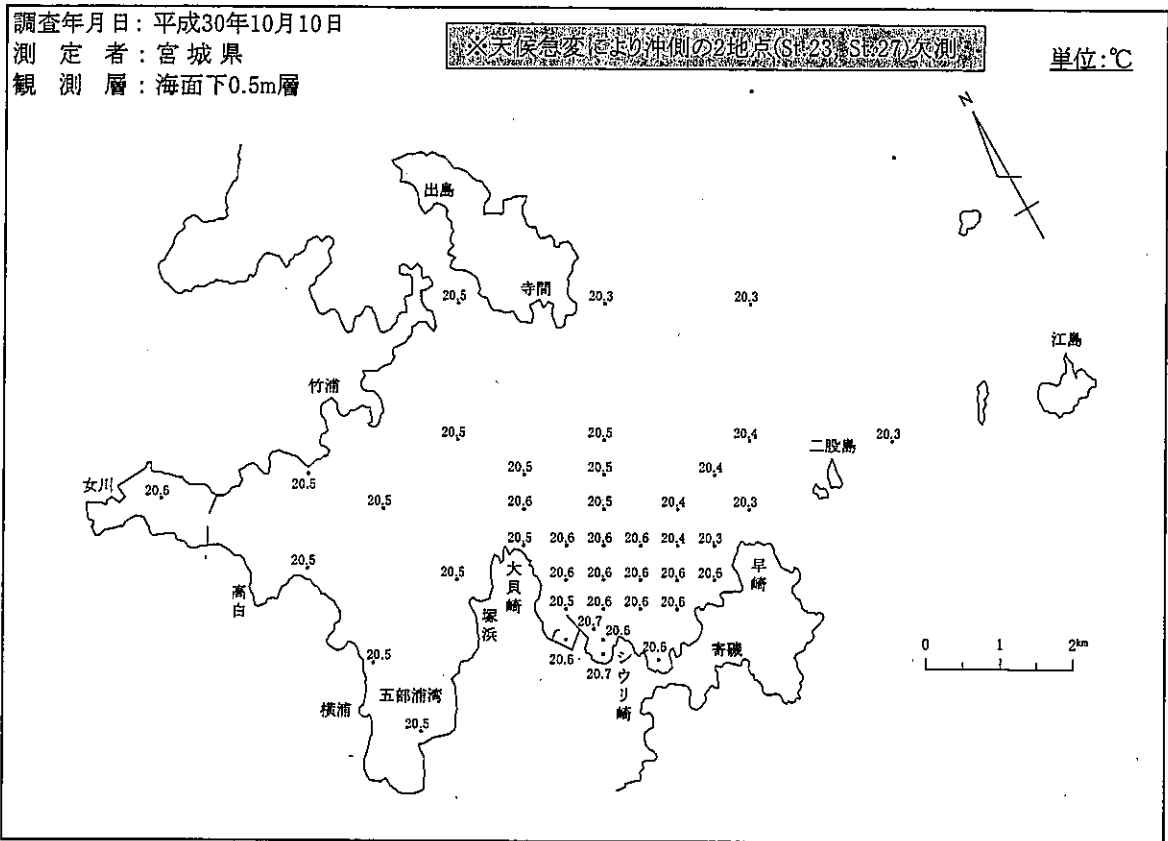 調査年月日：平成30年10月10日
測定者：宮城県
観測層：海面下0.5m層
※天候急変により沖側の2地点(St.23 St.27)欠測
単位:℃
N
出島
寺間
20.5 20.3 20.3
江島
竹浦
20.5 20.5 20.4 20.3
二股島
20.5 20.5 20.4
女川
20.6 20.5 20.5 20.6 20.5 20.4 20.3
20.5 20.6 20.6 20.6 20.4 20.3
20.5 20.5 20.6 20.6 20.6 20.6 20.6
大貝崎
早崎
高白
塚浜
20.5 20.6 20.6 20.6
20.7 20.6
20.5 20.6 20.7 20.6
シウリ崎
寄磯
0 1 2km
五部浦湾
横浦
20.5